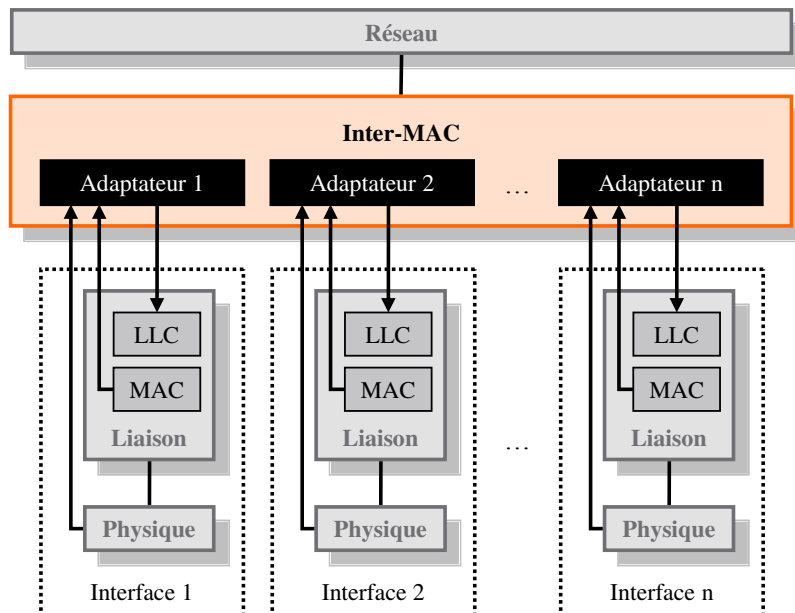 Réseau
Inter-MAC
Adaptateur 1
Adaptateur 2
...
Adaptateur n
LLC
LLC
LLC
MAC
MAC
MAC
Liaison
Liaison
...
Liaison
Physique
Physique
Physique
Interface 1
Interface 2
Interface n